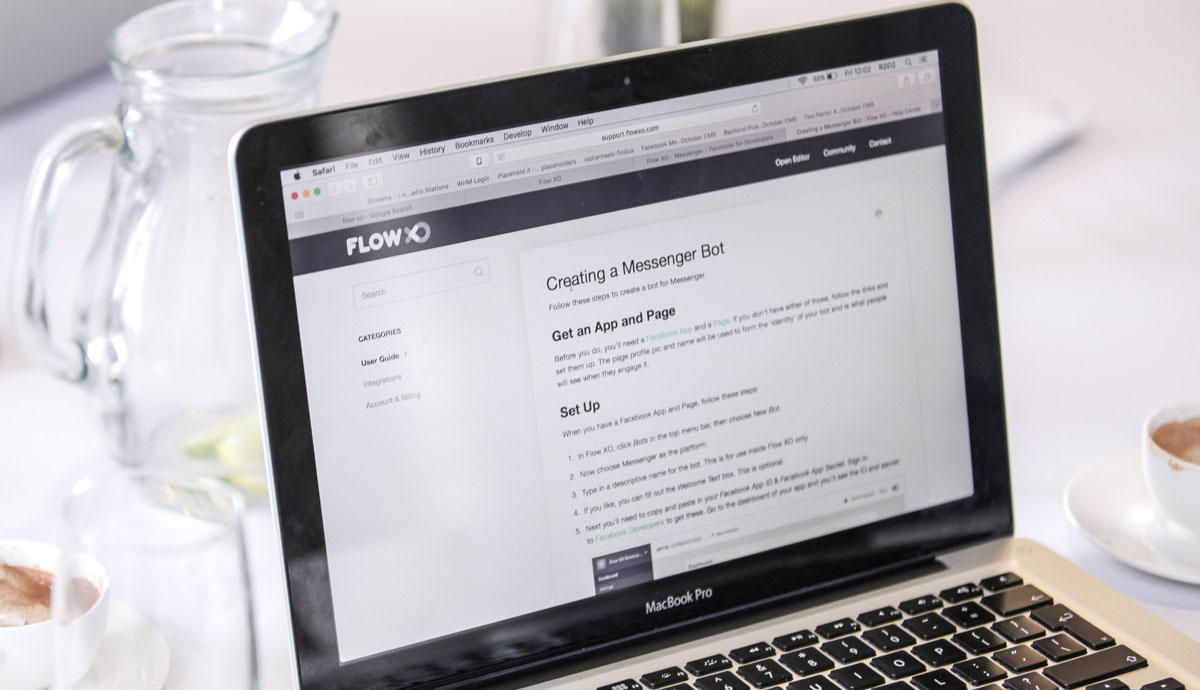 Safari File Edit View History Bookmarks Develop Window Help 55% Fri 12:02
support.flowxo.com
Streema - Lis...adio Stations WHM Login Placehold.it -... placeholders radiantweb-findus Facebook Me...October CMS Backend Plus...October CMS Two Factor A...October CMS
flow xo - Google Search Flow XO Flow XO - Messenger - Facebook for Developers Creating a Messenger Bot - Flow XO - Help Center
FLOW XO Open Editor Community Contact
Search
CATEGORIES
User Guide
Integrations
Account & Billing
Creating a Messenger Bot
Follow these steps to create a bot for Messenger.
Get an App and Page
Before you do, you'll need a Facebook App and a Page. If you don't have either of those, follow the links and
set them up. The page profile pic and name will be used to form the 'identity' of your bot and is what people
will see when they engage it.
Set Up
When you have a Facebook App and Page, follow these steps:
1. In Flow XO, click Bots in the top menu bar, then choose New Bot.
2. Now choose Messenger as the platform.
3. Type in a descriptive name for the bot. This is for use inside Flow XO only.
4. If you like, you can fill out the Welcome Text box. This is optional.
5. Next you'll need to copy and paste in your Facebook App ID & Facebook App Secret. Sign in
to Facebook Developers to get these. Go to the dashboard of your app and you'll see the ID and secret.
Dashboard
MacBook Pro